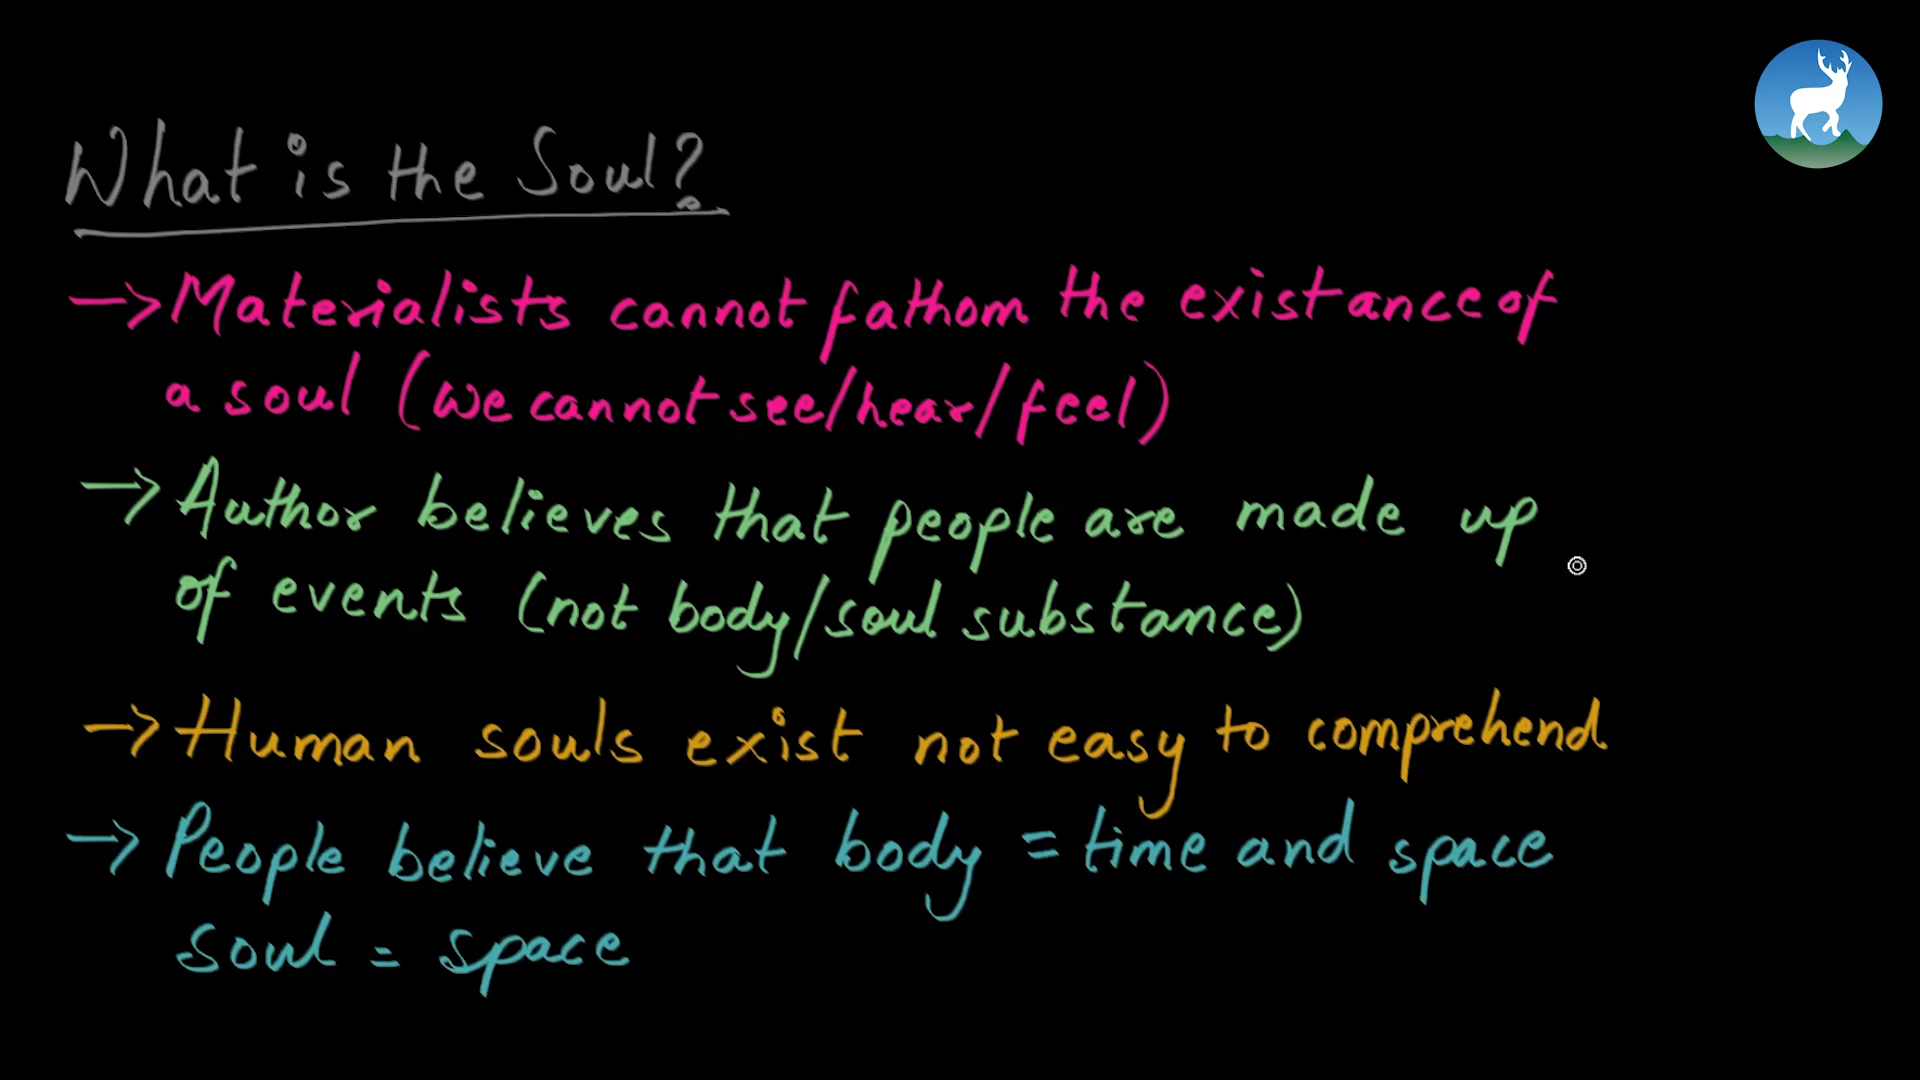 What is the Soul?
→ Materialists cannot fathom the existance of
a soul (we cannot see/hear/feel)
→ Author believes that people are made up
of events (not body/soul substance)
→ Human souls exist not easy to comprehend
→ People believe that body = time and space
soul = space